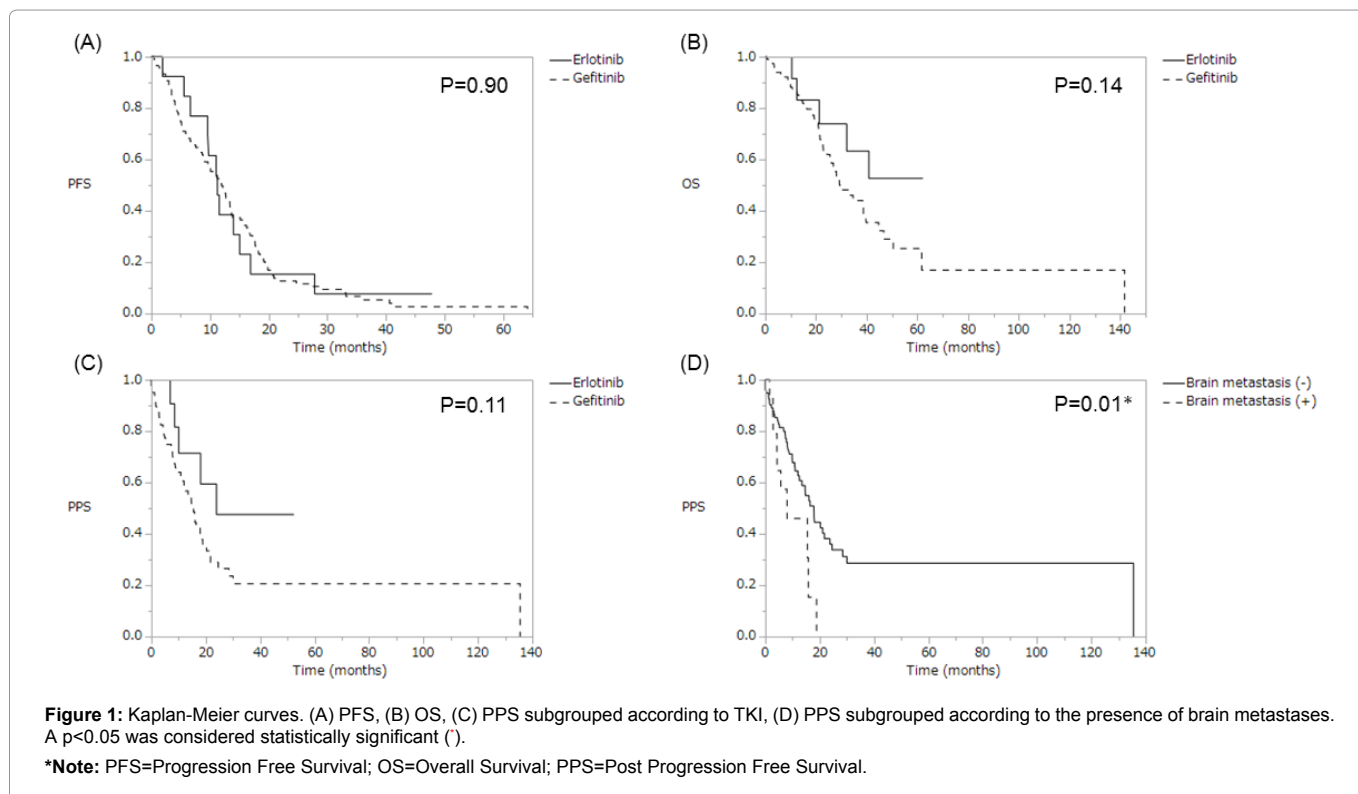 (A)
1.0
0.8
0.6
0.4
0.2
0.0
PFS
P=0.90
Erlotinib
Gefitinib
0 10 20 30 40 50 60
Time (months)
(B)
1.0
0.8
0.6
0.4
0.2
0.0
OS
P=0.14
Erlotinib
Gefitinib
0 20 40 60 80 100 120 140
Time (months)
(C)
1.0
0.8
0.6
0.4
0.2
0.0
PPS
P=0.11
Erlotinib
Gefitinib
0 20 40 60 80 100 120 140
Time (months)
(D)
1.0
0.8
0.6
0.4
0.2
0.0
PPS
P=0.01*
Brain metastasis (-)
Brain metastasis (+)
0 20 40 60 80 100 120 140
Time (months)
Figure 1: Kaplan-Meier curves. (A) PFS, (B) OS, (C) PPS subgrouped according to TKI, (D) PPS subgrouped according to the presence of brain metastases.
A p<0.05 was considered statistically significant (*).
*Note: PFS=Progression Free Survival; OS=Overall Survival; PPS=Post Progression Free Survival.